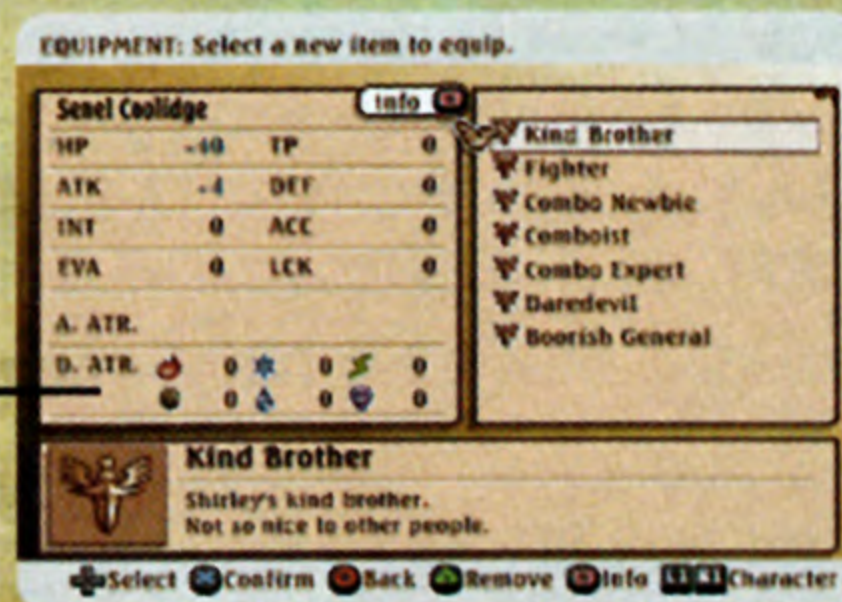 EQUIPMENT: Select a new item to equip.
Senel Coolidge
Info
HP -40 TP 0
ATK -4 DEF 0
INT 0 ACC 0
EVA 0 LCK 0
A. ATR.
D. ATR. 0 0 0
0 0 0
Kind Brother
Fighter
Combo Newbie
Comboist
Combo Expert
Daredevil
Boorish General
Kind Brother
Shirley's kind brother.
Not so nice to other people.
Select Confirm Back Remove Info Character